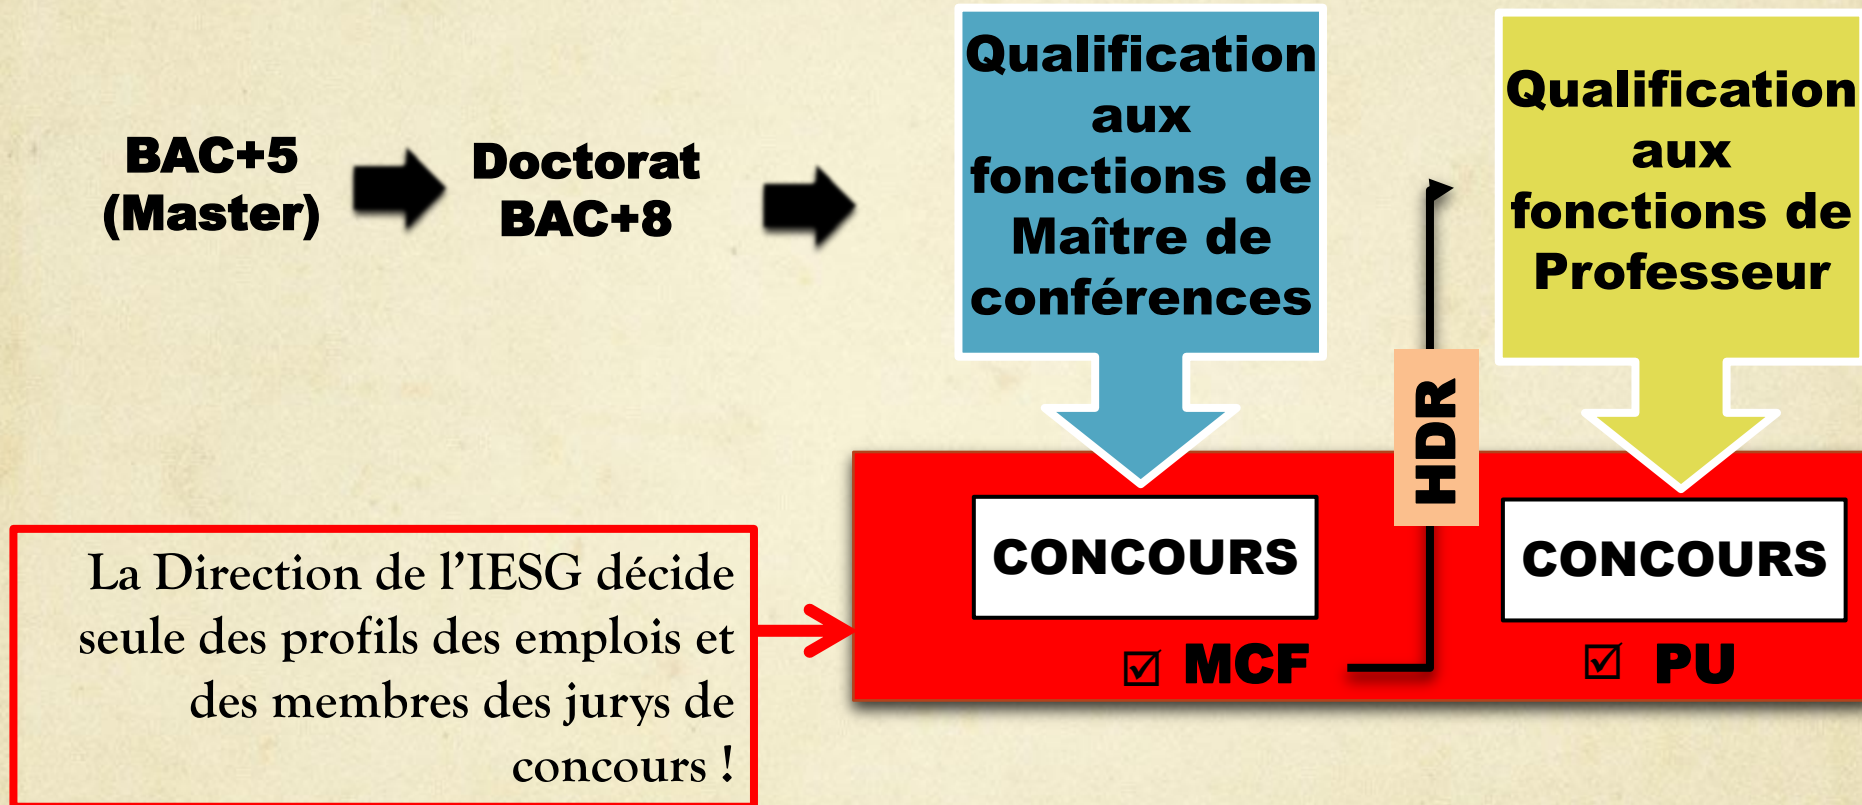 BAC+5
(Master)
Doctorat
BAC+8
Qualification
aux
fonctions de
Maître de
conférences
Qualification
aux
fonctions de
Professeur
HDR
CONCOURS
CONCOURS
☑ MCF
☑ PU
La Direction de l’IESG décide
seule des profils des emplois et
des membres des jurys de
concours !